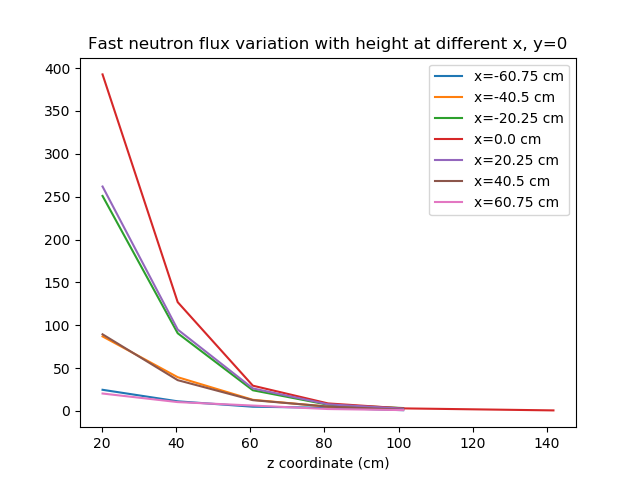 Fast neutron flux variation with height at different x, y=0
400
350
300
250
200
150
100
50
0
x=-60.75 cm
x=-40.5 cm
x=-20.25 cm
x=0.0 cm
x=20.25 cm
x=40.5 cm
x=60.75 cm
20 40 60 80 100 120 140
z coordinate (cm)